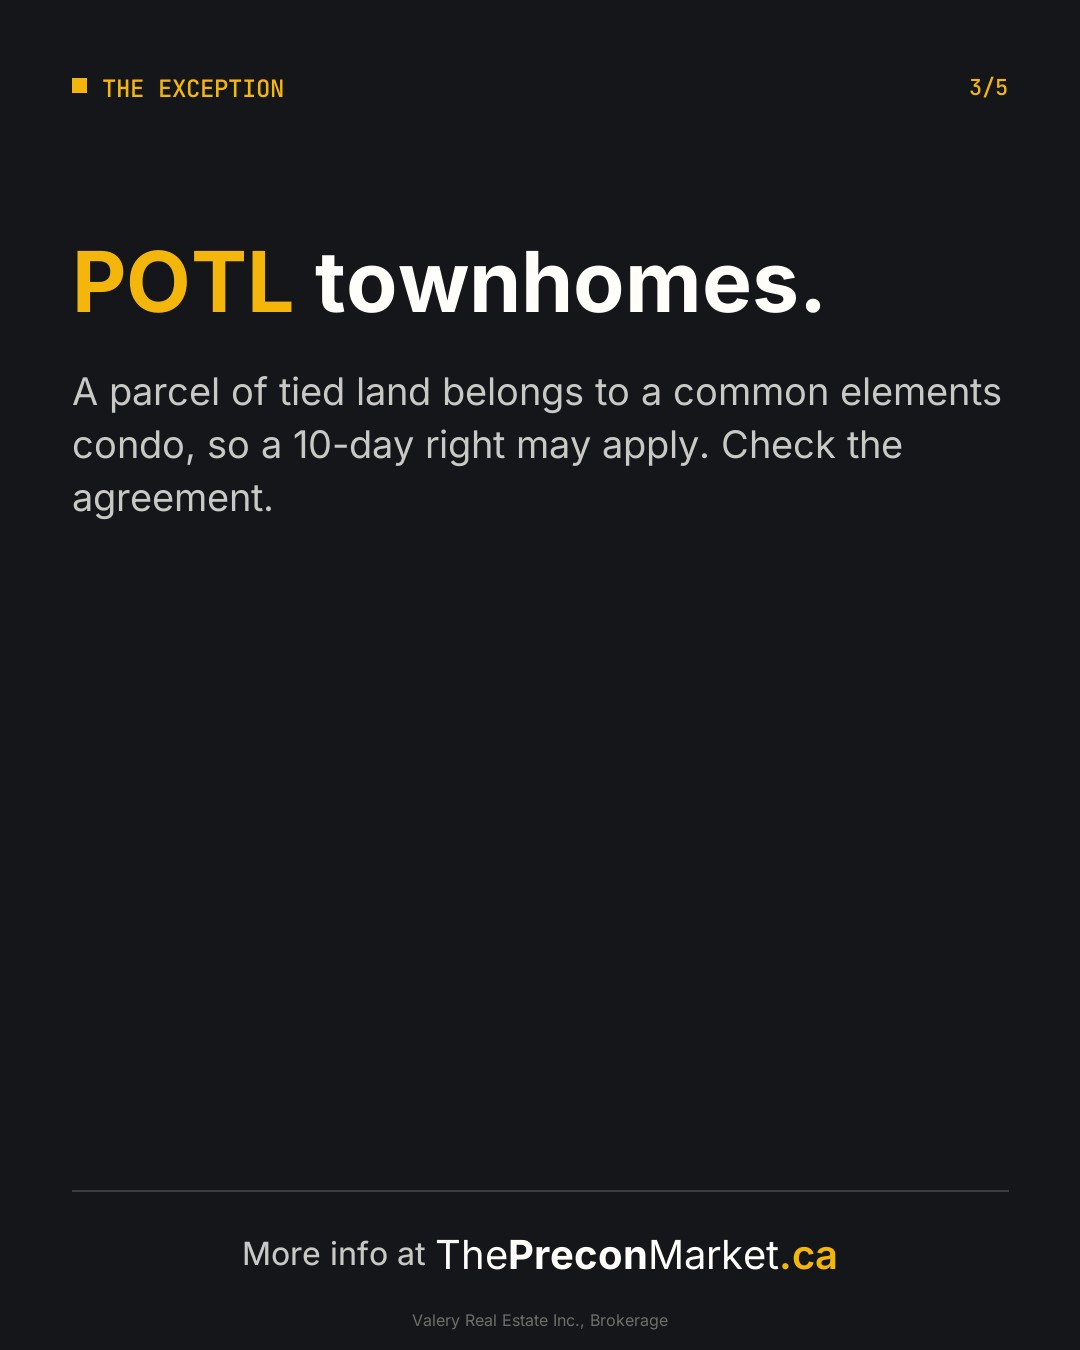 THE EXCEPTION
3/5
POTL townhomes.
A parcel of tied land belongs to a common elements
condo, so a 10-day right may apply. Check the
agreement.
More info at ThePreconMarket.ca
Valery Real Estate Inc., Brokerage